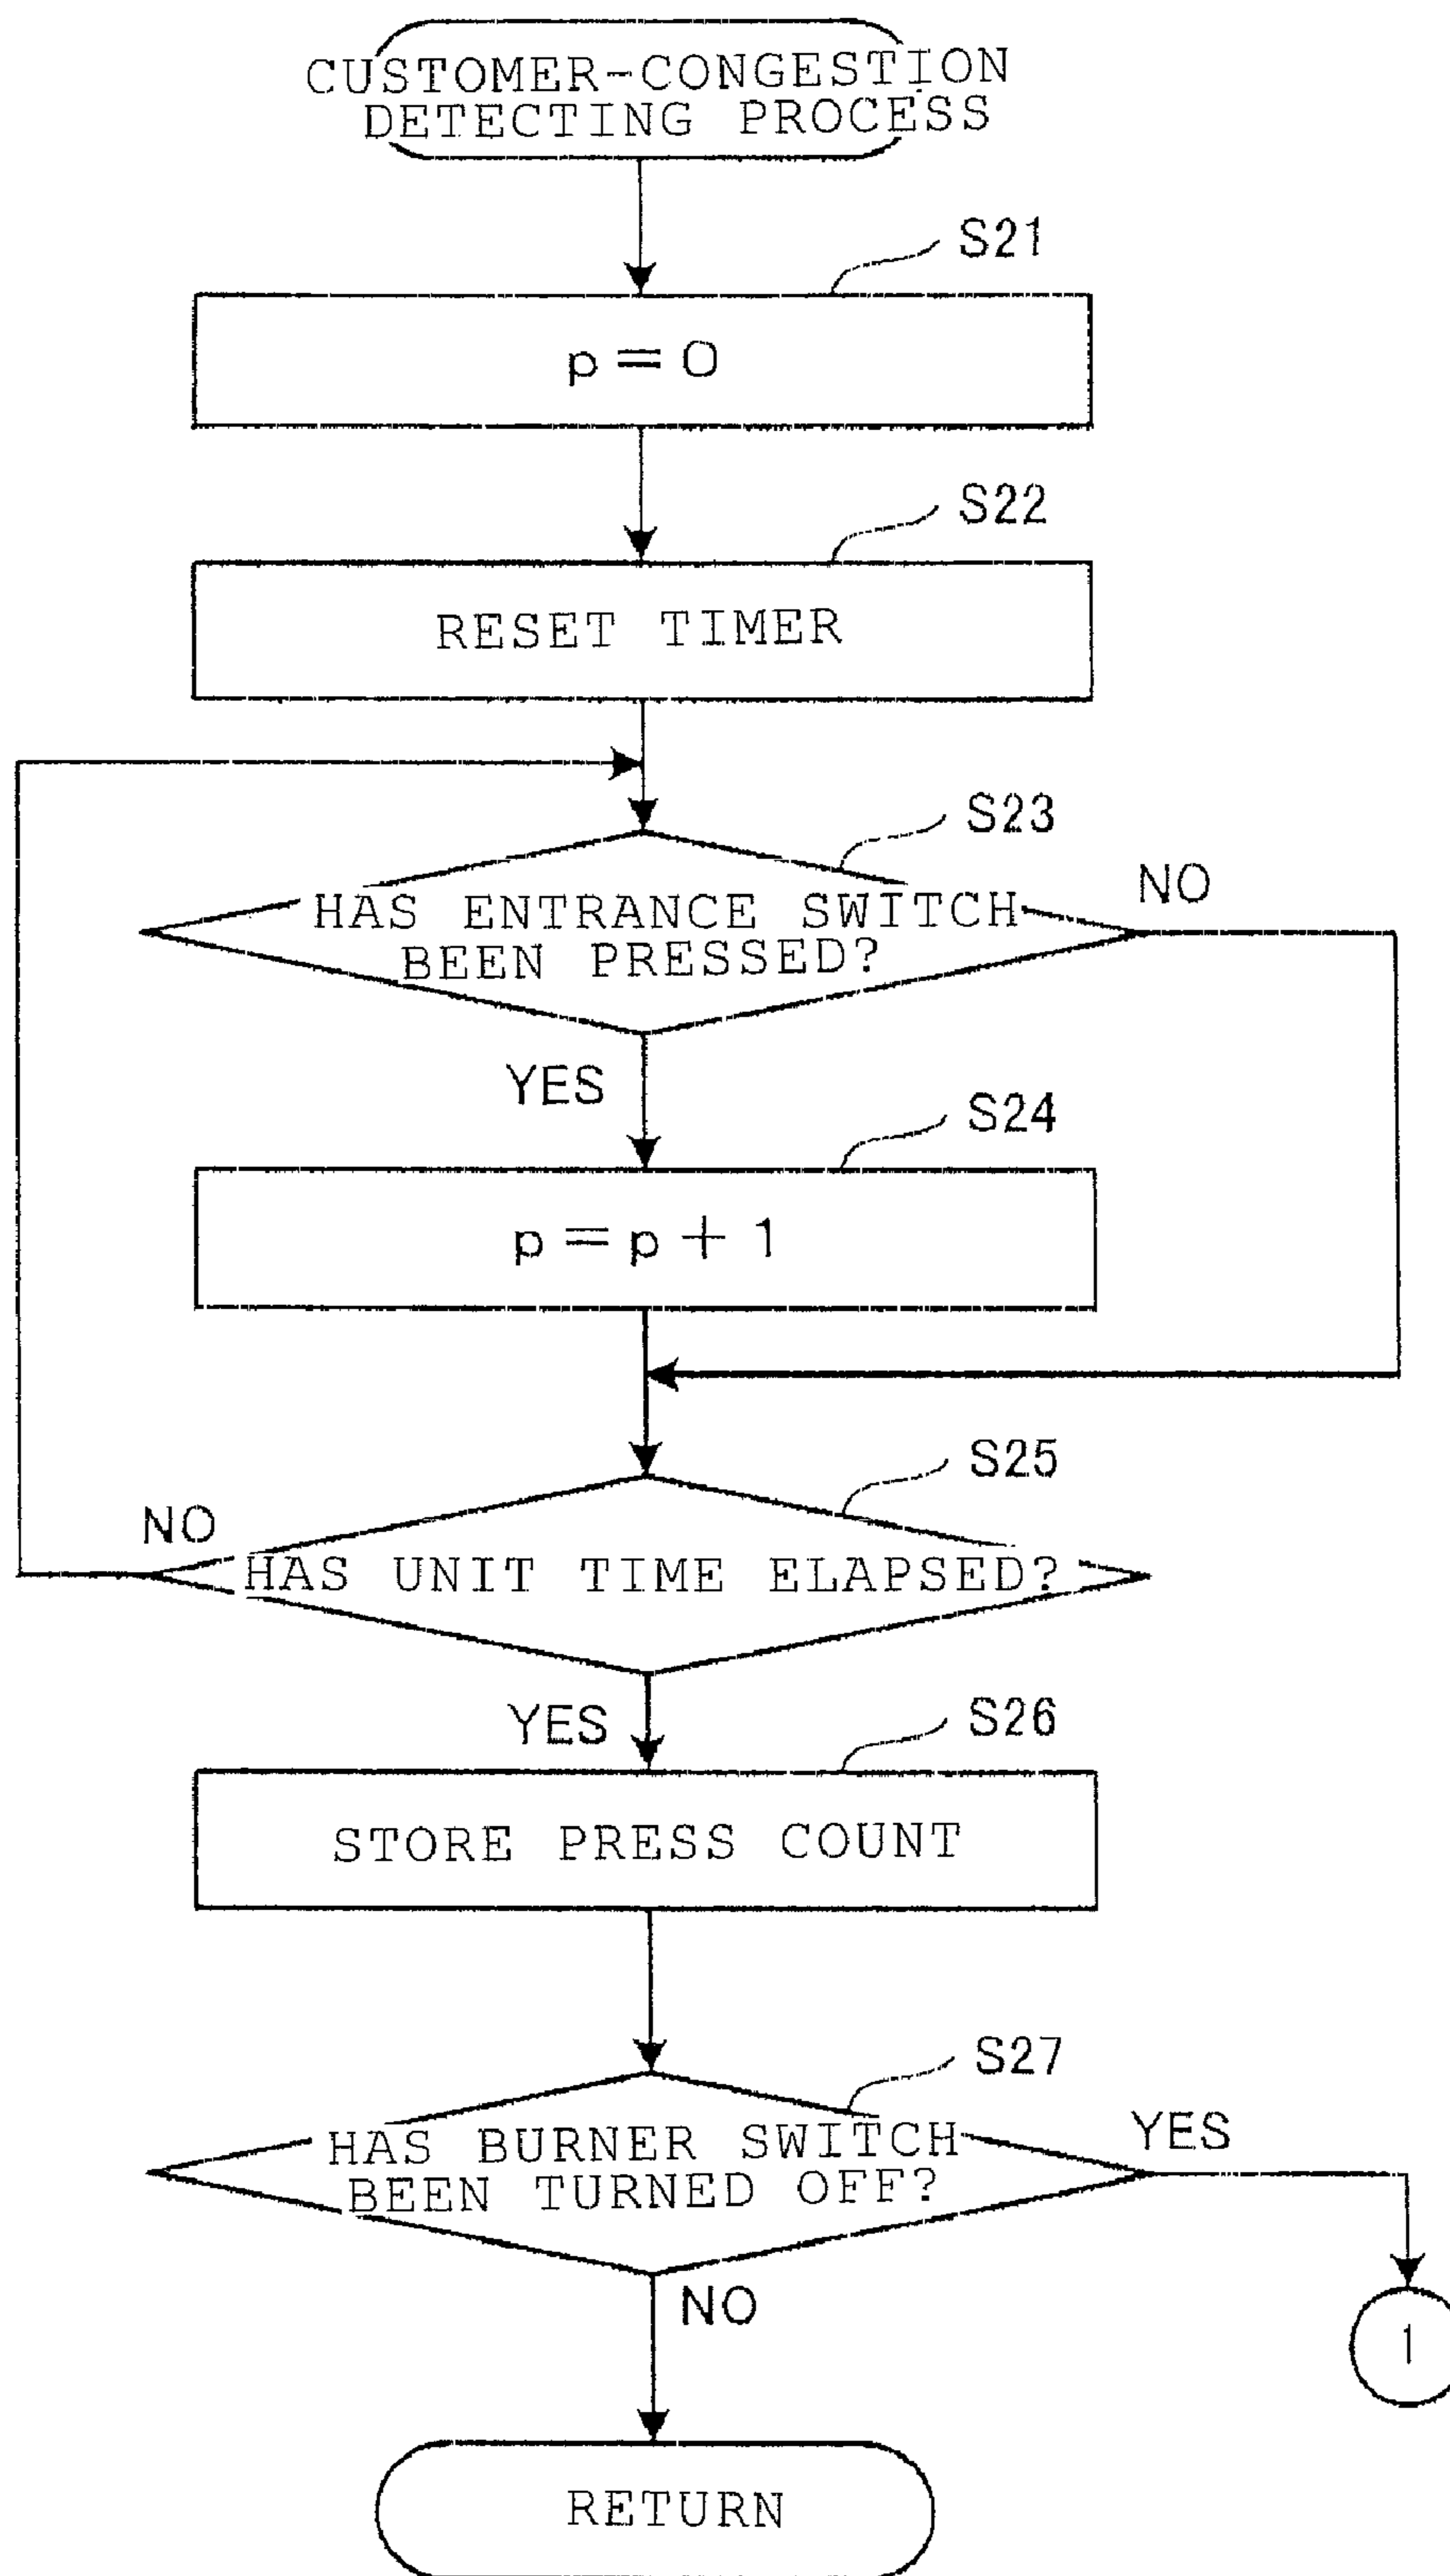 CUSTOMER-CONGESTION
DETECTING PROCESS
S21
p = 0
S22
RESET TIMER
S23
HAS ENTRANCE SWITCH
BEEN PRESSED?
NO
YES
S24
p = p + 1
S25
NO
HAS UNIT TIME ELAPSED?
YES
S26
STORE PRESS COUNT
S27
HAS BURNER SWITCH
BEEN TURNED OFF?
YES
NO
1
RETURN